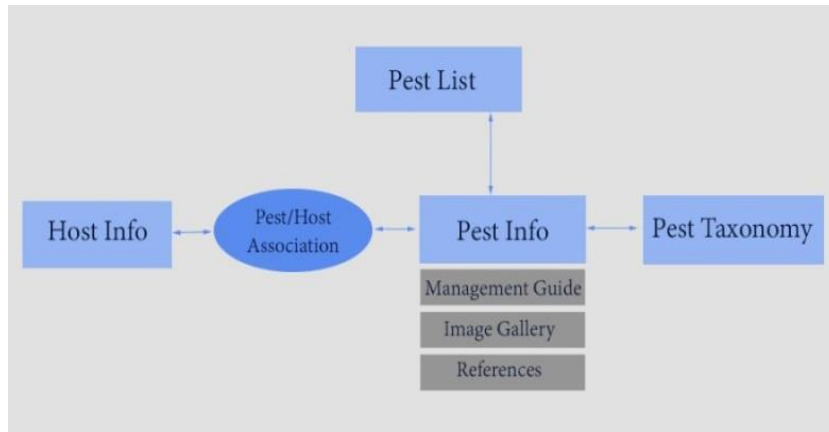 Pest List
Host Info
Pest/Host
Association
Pest Info
Pest Taxonomy
Management Guide
Image Gallery
References